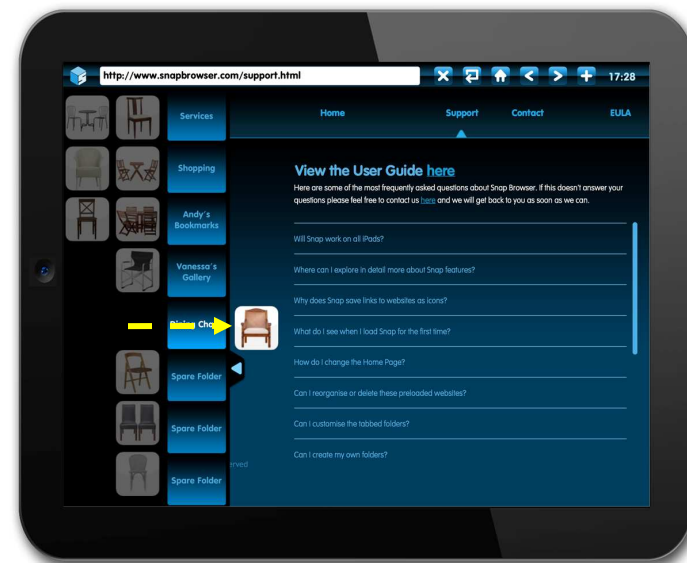 http://www.snapbrowser.com/support.html
17:28
Home
Support
Contact
EULA
Services
Shopping
Andy's
Bookmarks
Vanessa's
Gallery
Spare Folder
Spare Folder
Spare Folder
View the User Guide here
Here are some of the most frequently asked questions about Snap Browser. If this doesn't answer your
questions please feel free to contact us here and we will get back to you as soon as we can.
Will Snap work on all iPads?
Where can I explore in detail more about Snap features?
Why does Snap save links to websites as icons?
What do I see when I load Snap for the first time?
How do I change the Home Page?
Can I reorganise or delete these preloaded websites?
Can I customise the tabbed folders?
Can I create my own folders?